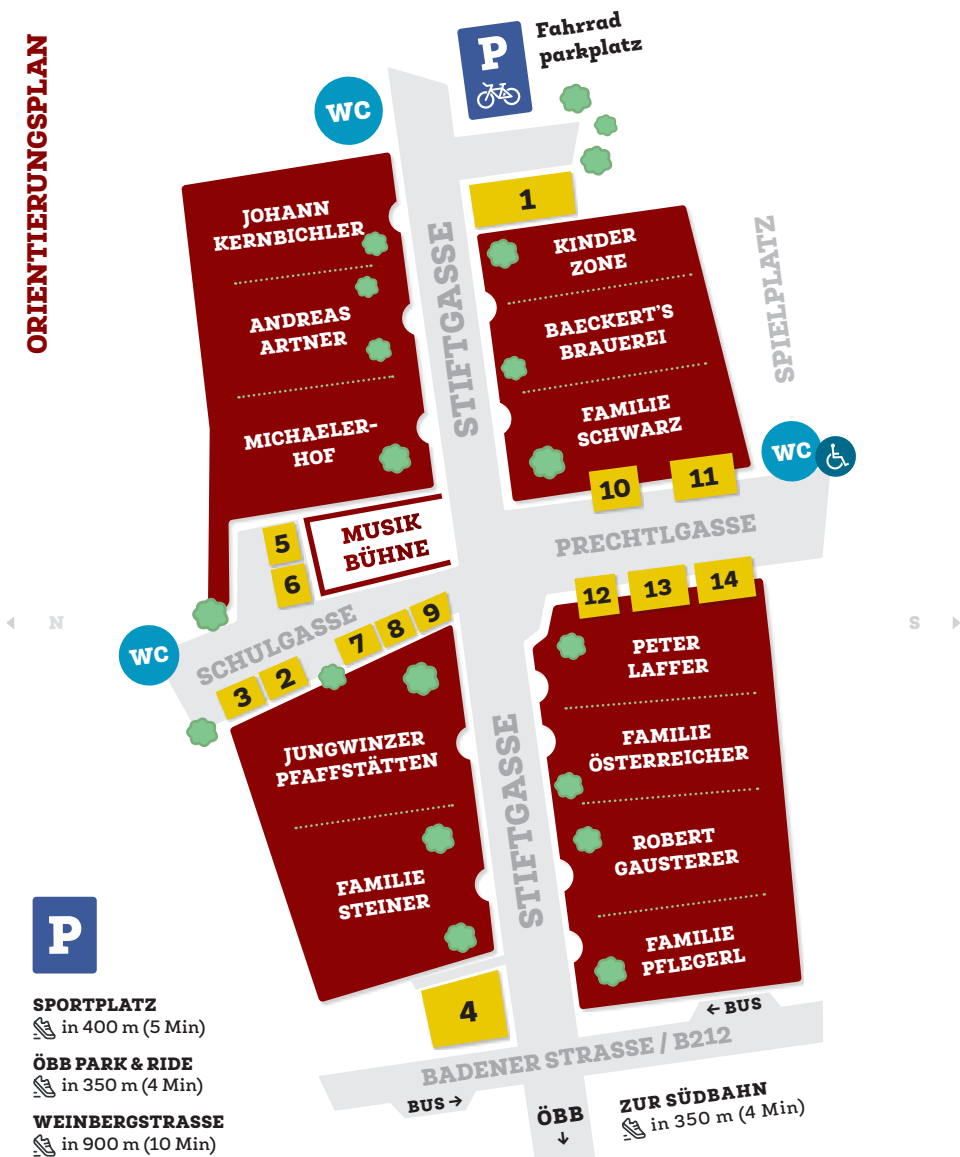 ORIENTIERUNGSPLAN
P
Fahrrad
parkplatz
WC
1
JOHANN
KERNBICHLER
ANDREAS
ARTNER
MICHAELER-
HOF
STIFTGASSE
KINDER
ZONE
BAECKERT'S
BRAUEREI
FAMILIE
SCHWARZ
SPIELPLATZ
WC
10
11
5
6
MUSIK
BÜHNE
PRECHTLGASSE
12
13
14
N
S
WC
SCHULGASSE
3
2
7
8
9
JUNGWINZER
PFAFFSTÄTTEN
FAMILIE
STEINER
STIFTGASSE
PETER
LAFFER
FAMILIE
ÖSTERREICHER
ROBERT
GAUSTERER
FAMILIE
PFLEGERL
4
← BUS
BADENER STRASSE / B212
BUS →
ÖBB
↓
ZUR SÜDBAHN
in 350 m (4 Min)
P
SPORTPLATZ
in 400 m (5 Min)
ÖBB PARK & RIDE
in 350 m (4 Min)
WEINBERGSTRASSE
in 900 m (10 Min)